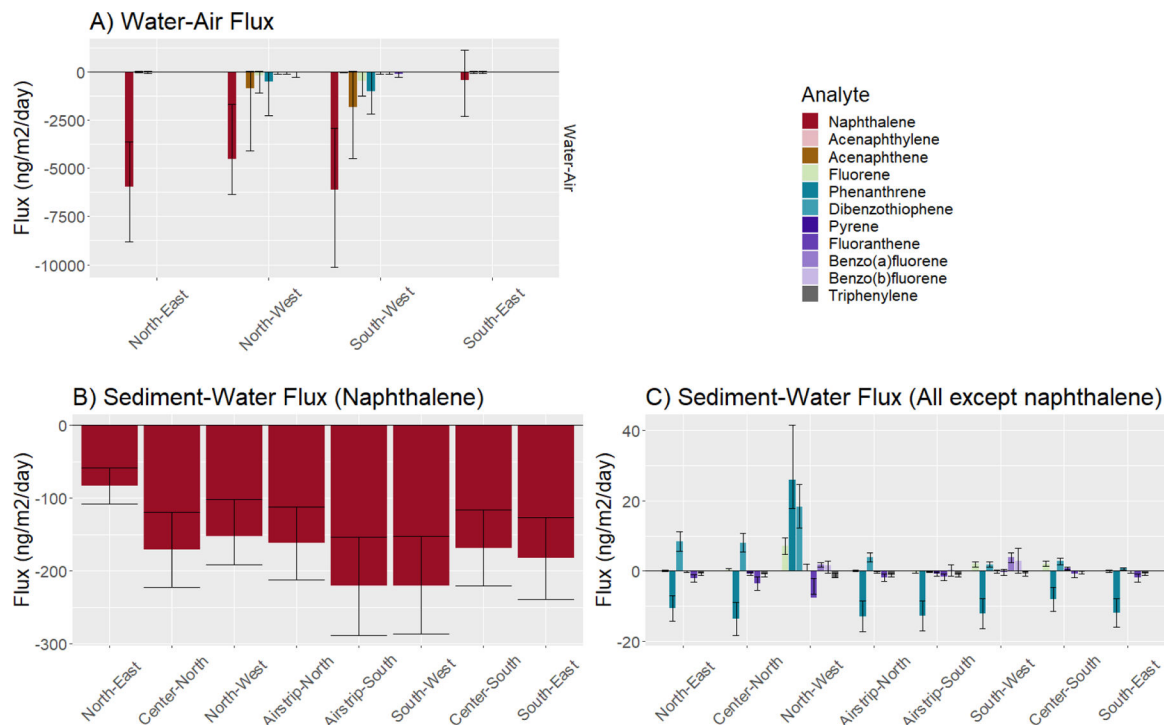 A) Water-Air Flux
Flux (ng/m2/day)
0
-2500
-5000
-7500
-10000
North-East
North-West
South-West
South-East
Water-Air
Analyte
Naphthalene
Acenaphthylene
Acenaphthene
Fluorene
Phenanthrene
Dibenzothiophene
Pyrene
Fluoranthene
Benzo(a)fluorene
Benzo(b)fluorene
Triphenylene
B) Sediment-Water Flux (Naphthalene)
Flux (ng/m2/day)
0
-100
-200
-300
North-East
Center-North
North-West
Airstrip-North
Airstrip-South
South-West
Center-South
South-East
C) Sediment-Water Flux (All except naphthalene)
Flux (ng/m2/day)
40
20
0
-20
North-East
Center-North
North-West
Airstrip-North
Airstrip-South
South-West
Center-South
South-East